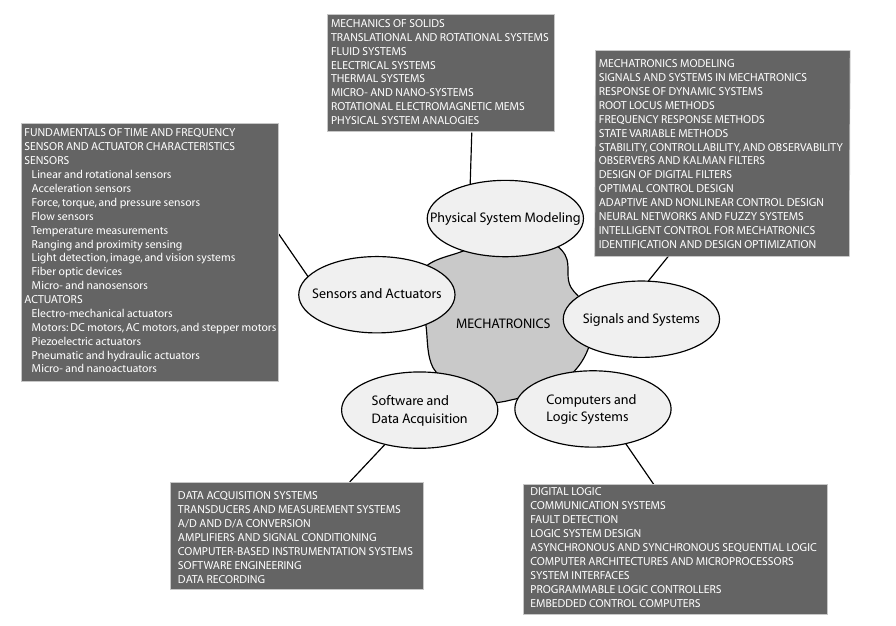 MECHANICS OF SOLIDS
TRANSLATIONAL AND ROTATIONAL SYSTEMS
FLUID SYSTEMS
ELECTRICAL SYSTEMS
THERMAL SYSTEMS
MICRO- AND NANO-SYSTEMS
ROTATIONAL ELECTROMAGNETIC MEMS
PHYSICAL SYSTEM ANALOGIES
MECHATRONICS MODELING
SIGNALS AND SYSTEMS IN MECHATRONICS
RESPONSE OF DYNAMIC SYSTEMS
ROOT LOCUS METHODS
FREQUENCY RESPONSE METHODS
STATE VARIABLE METHODS
STABILITY, CONTROLLABILITY, AND OBSERVABILITY
OBSERVERS AND KALMAN FILTERS
DESIGN OF DIGITAL FILTERS
OPTIMAL CONTROL DESIGN
ADAPTIVE AND NONLINEAR CONTROL DESIGN
NEURAL NETWORKS AND FUZZY SYSTEMS
INTELLIGENT CONTROL FOR MECHATRONICS
IDENTIFICATION AND DESIGN OPTIMIZATION
FUNDAMENTALS OF TIME AND FREQUENCY
SENSOR AND ACTUATOR CHARACTERISTICS
SENSORS
Linear and rotational sensors
Acceleration sensors
Force, torque, and pressure sensors
Flow sensors
Temperature measurements
Ranging and proximity sensing
Light detection, image, and vision systems
Fiber optic devices
Micro- and nanosensors
ACTUATORS
Electro-mechanical actuators
Motors: DC motors, AC motors, and stepper motors
Piezoelectric actuators
Pneumatic and hydraulic actuators
Micro- and nanoactuators
Physical System Modeling
Sensors and Actuators
MECHATRONICS
Signals and Systems
Software and
Data Acquisition
Computers and
Logic Systems
DATA ACQUISITION SYSTEMS
TRANSDUCERS AND MEASUREMENT SYSTEMS
A/D AND D/A CONVERSION
AMPLIFIERS AND SIGNAL CONDITIONING
COMPUTER-BASED INSTRUMENTATION SYSTEMS
SOFTWARE ENGINEERING
DATA RECORDING
DIGITAL LOGIC
COMMUNICATION SYSTEMS
FAULT DETECTION
LOGIC SYSTEM DESIGN
ASYNCHRONOUS AND SYNCHRONOUS SEQUENTIAL LOGIC
COMPUTER ARCHITECTURES AND MICROPROCESSORS
SYSTEM INTERFACES
PROGRAMMABLE LOGIC CONTROLLERS
EMBEDDED CONTROL COMPUTERS